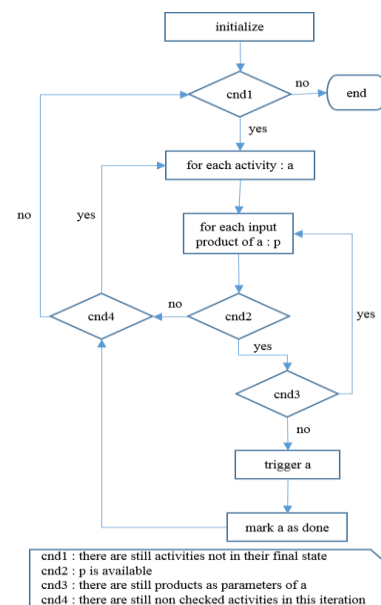 initialize
cnd1
no
end
yes
for each activity : a
no
yes
for each input
product of a : p
no
cnd4
cnd2
yes
yes
cnd3
no
trigger a
mark a as done
cnd1 : there are still activities not in their final state
cnd2 : p is available
cnd3 : there are still products as parameters of a
cnd4 : there are still non checked activities in this iteration